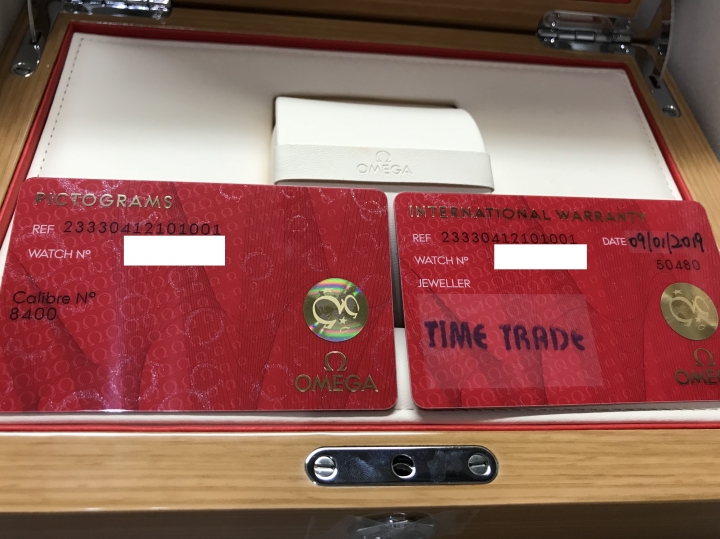 Ω
OMEGA
PICTOGRAMS
REF 23330412101001
WATCH Nº
Calibre Nº
8400
Ω
OMEGA
INTERNATIONAL WARRANTY
REF 23330412101001 DATE 09/01/2019
WATCH Nº 50480
JEWELLER
TIME TRADE
OMEGA